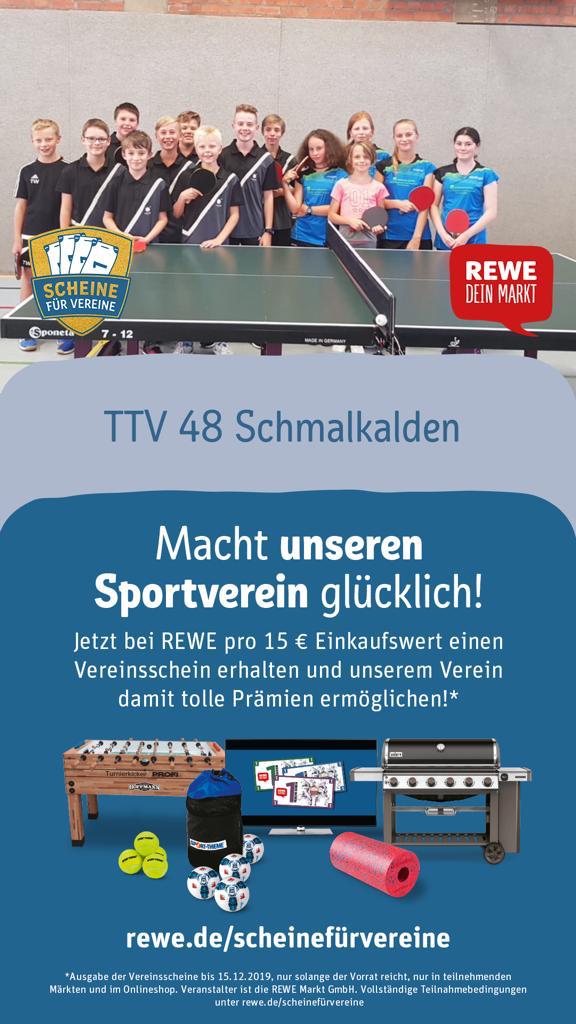 TW
SCHEINE
FÜR VEREINE
REWE
DEIN MARKT
Sponeta
7 - 12
MADE IN GERMANY
TTV 48 Schmalkalden
Macht unseren
Sportverein glücklich!
Jetzt bei REWE pro 15 € Einkaufswert einen
Vereinsschein erhalten und unserem Verein
damit tolle Prämien ermöglichen!*
Turnierkicker PROFI
SPORT-THIEME
rewe.de/scheinefürvereine
*Ausgabe der Vereinsscheine bis 15.12.2019, nur solange der Vorrat reicht, nur in teilnehmenden
Märkten und im Onlineshop. Veranstalter ist die REWE Markt GmbH. Vollständige Teilnahmebedingungen
unter rewe.de/scheinefürvereine